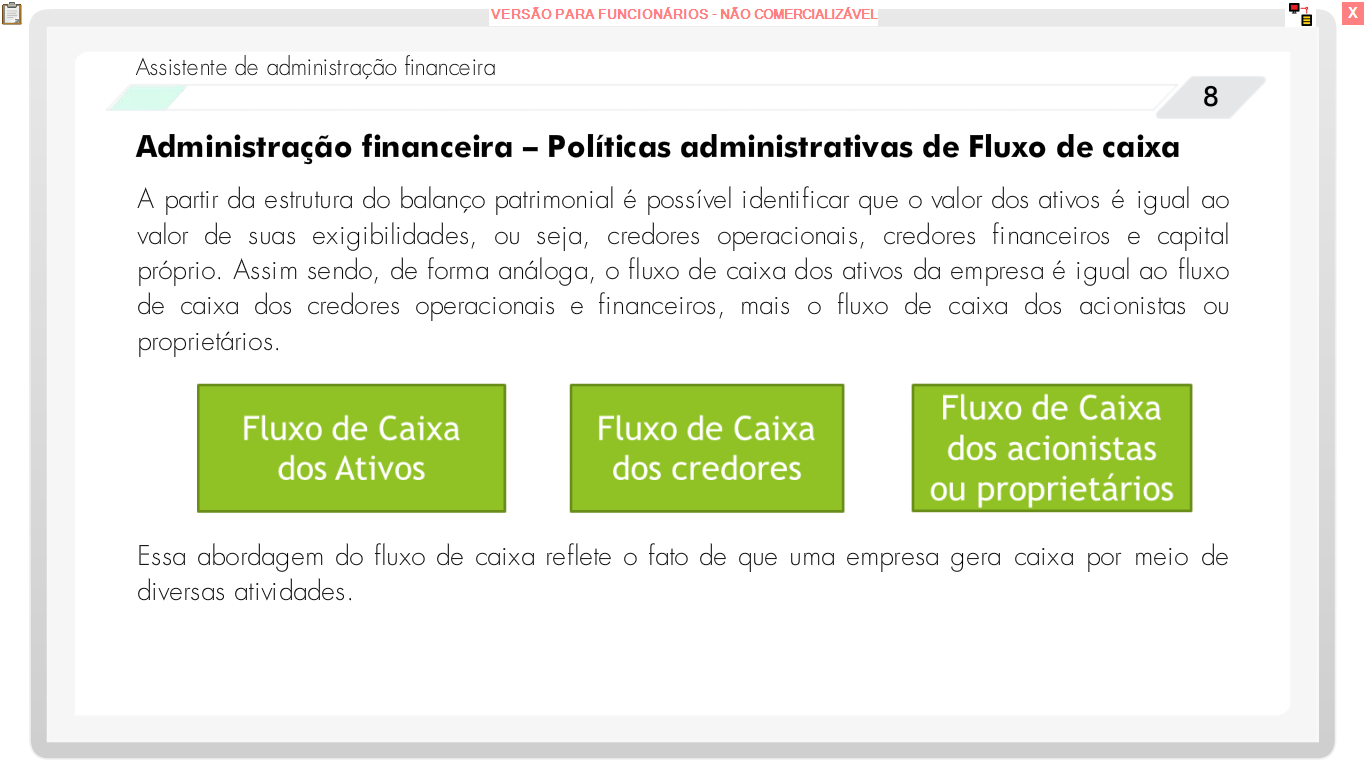 VERSÃO PARA FUNCIONÁRIOS - NÃO COMERCIALIZÁVEL
X
Assistente de administração financeira
8
Administração financeira – Políticas administrativas de Fluxo de caixa
A partir da estrutura do balanço patrimonial é possível identificar que o valor dos ativos é igual ao
valor de suas exigibilidades, ou seja, credores operacionais, credores financeiros e capital
próprio. Assim sendo, de forma análoga, o fluxo de caixa dos ativos da empresa é igual ao fluxo
de caixa dos credores operacionais e financeiros, mais o fluxo de caixa dos acionistas ou
proprietários.
Fluxo de Caixa
dos Ativos
Fluxo de Caixa
dos credores
Fluxo de Caixa
dos acionistas
ou proprietários
Essa abordagem do fluxo de caixa reflete o fato de que uma empresa gera caixa por meio de
diversas atividades.